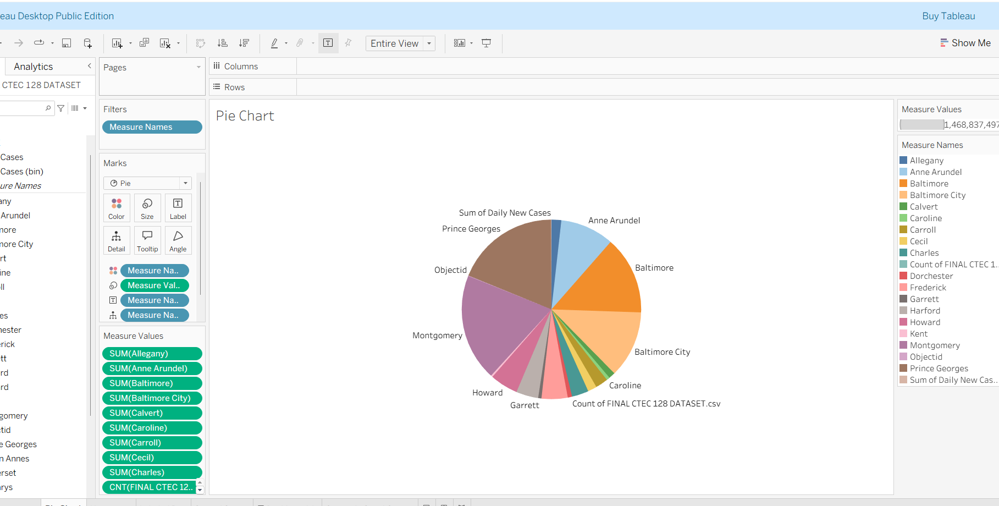 eau Desktop Public Edition
Buy Tableau
Entire View
Show Me
Analytics
CTEC 128 DATASET
Cases
Cases (bin)
ure Names
any
Arundel
more
more City
rt
ine
ll
es
hester
erick
ett
rd
rd
gomery
tid
e Georges
n Annes
erset
rys
Pages
Filters
Measure Names
Marks
Pie
Color
Size
Label
Detail
Tooltip
Angle
Measure Na..
Measure Val..
Measure Na..
Measure Na..
Measure Values
SUM(Allegany)
SUM(Anne Arundel)
SUM(Baltimore)
SUM(Baltimore City)
SUM(Calvert)
SUM(Caroline)
SUM(Carroll)
SUM(Cecil)
SUM(Charles)
CNT(FINAL CTEC 12..
Columns
Rows
Pie Chart
Sum of Daily New Cases
Prince Georges
Anne Arundel
Objectid
Baltimore
Montgomery
Baltimore City
Howard
Caroline
Garrett
Count of FINAL CTEC 128 DATASET.csv
Measure Values
1,468,837,497
Measure Names
Allegany
Anne Arundel
Baltimore
Baltimore City
Calvert
Caroline
Carroll
Cecil
Charles
Count of FINAL CTEC 1..
Dorchester
Frederick
Garrett
Harford
Howard
Kent
Montgomery
Objectid
Prince Georges
Sum of Daily New Cas..